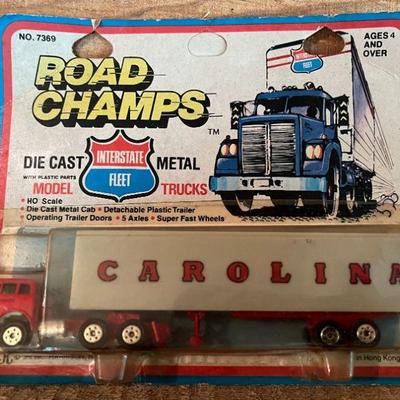 NO. 7369
AGES 4
AND
OVER
ROAD
CHAMPS
TM
INTERSTATE
FLEET
DIE CAST
INTERSTATE
FLEET
METAL
WITH PLASTIC PARTS
MODEL
TRUCKS
• HO Scale
• Die Cast Metal Cab • Detachable Plastic Trailer
• Operating Trailer Doors • 5 Axles • Super Fast Wheels
CAROLINA
in Hong Kong